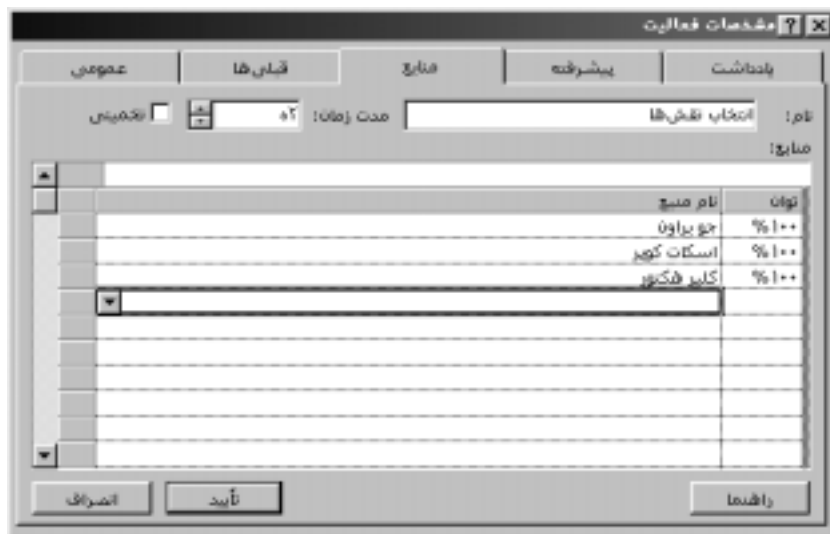 مشخصات فعالیت
عمومی قبلی‌ها منابع پیشرفته یادداشت
نام: انتخاب نقش‌ها مدت زمان: ۲ه تخمینی
منابع:
نام منبع توان
جو براون %۱۰۰
اسکات کوپر %۱۰۰
کلیر هکتور %۱۰۰
راهنما تأیید انصراف